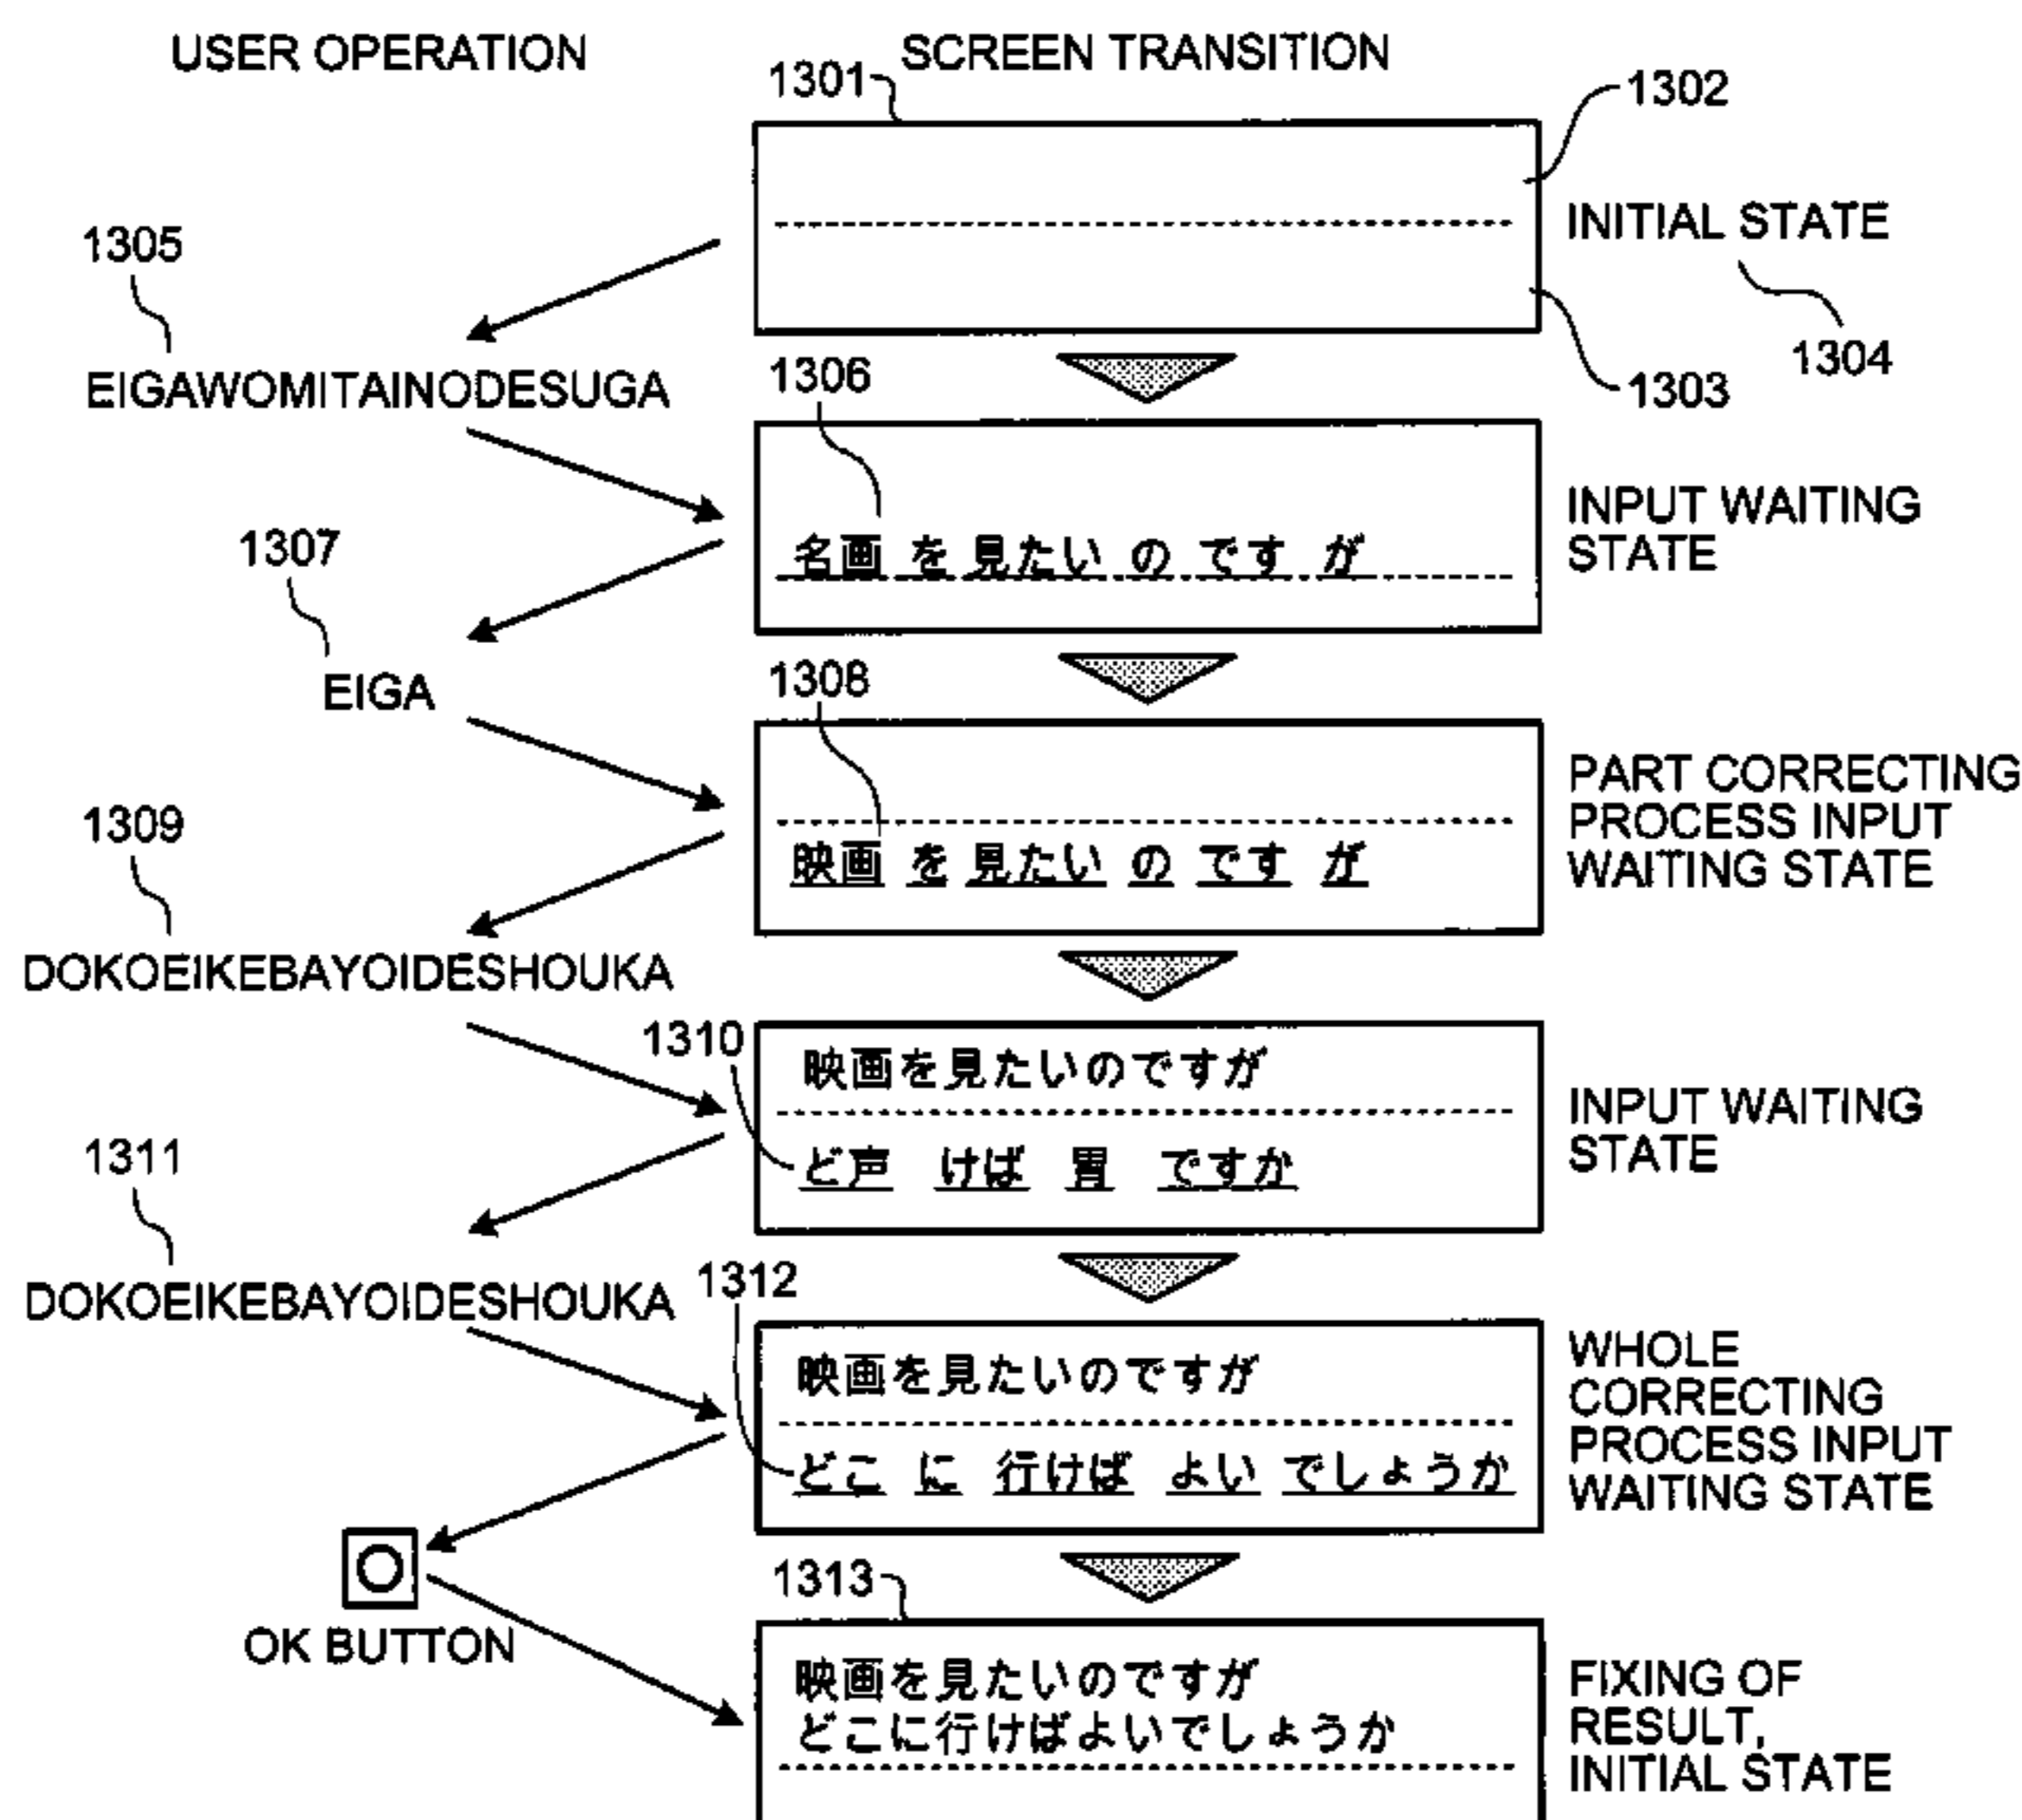 USER OPERATION
SCREEN TRANSITION
1301
1302
INITIAL STATE
1304
1303
1305
EIGAWOMITAINODESUGA
1306
名画 を 見たい の です が
INPUT WAITING
STATE
1307
EIGA
1308
映画 を 見たい の です が
PART CORRECTING
PROCESS INPUT
WAITING STATE
1309
DOKOEIKEBAYOIDESHOUKA
1310
映画を見たいのですが
ど声 けば 胃 ですか
INPUT WAITING
STATE
1311
DOKOEIKEBAYOIDESHOUKA
1312
映画を見たいのですが
どこ に 行けば よい でしょうか
WHOLE
CORRECTING
PROCESS INPUT
WAITING STATE
OK BUTTON
1313
映画を見たいのですが
どこに行けばよいでしょうか
FIXING OF
RESULT,
INITIAL STATE